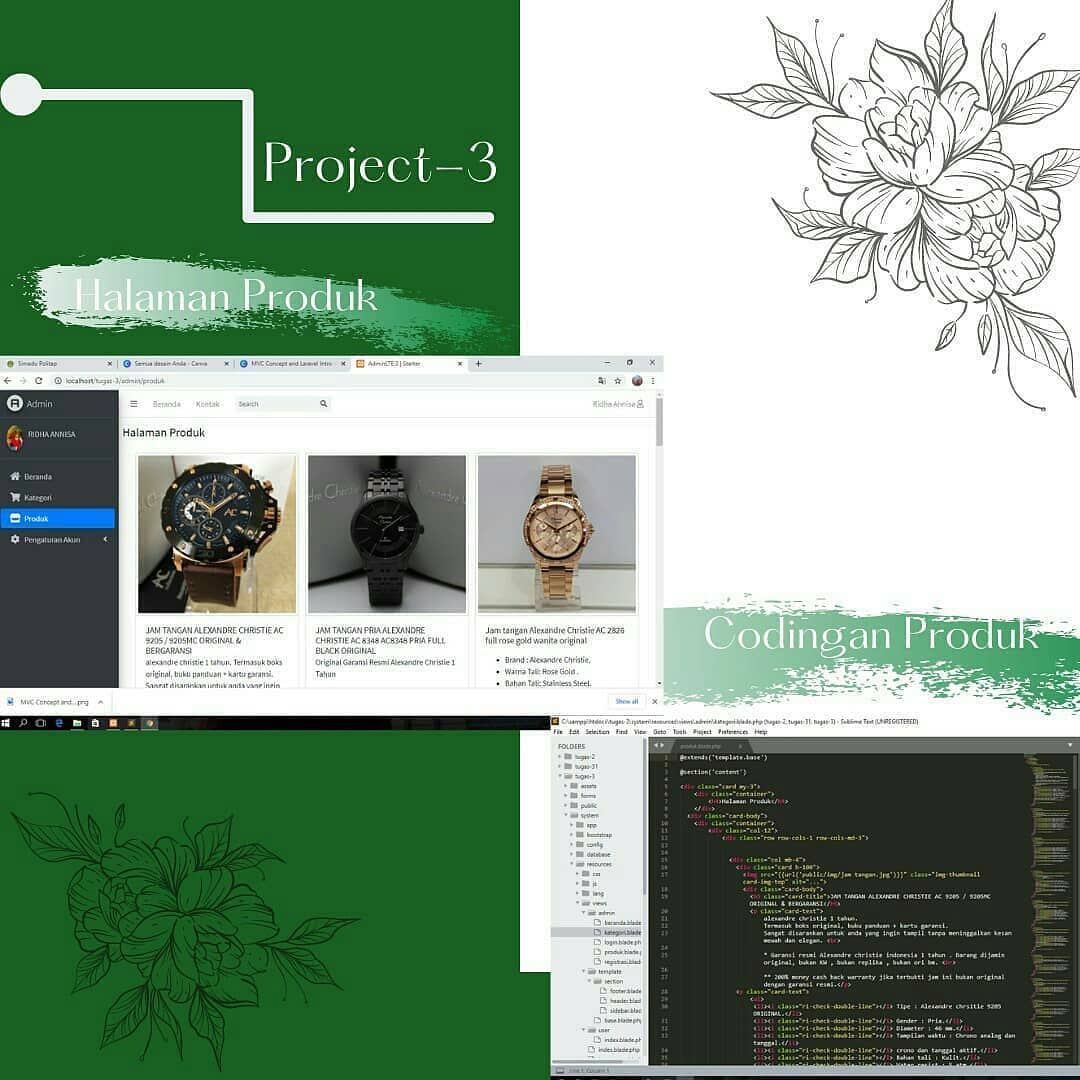 Project-3
Halaman Produk
Simadu Politap
Semua desain Anda - Canva
MVC Concept and Laravel Intro
AdminLTE 3 | Starter
localhost/tugas-3/admin/produk
Admin
Beranda
Kontak
Search
Ridha Annisa
RIDHA ANNISA
Halaman Produk
Beranda
Kategori
Produk
Pengaturan Akun
JAM TANGAN ALEXANDRE CHRISTIE AC
9205 / 9205MC ORIGINAL &
BERGARANSI
alexandre christie 1 tahun. Termasuk boks
original, buku panduan + kartu garansi.
Sangat disarankan untuk anda yang ingin
JAM TANGAN PRIA ALEXANDRE
CHRISTIE AC 8348 AC8348 PRIA FULL
BLACK ORIGINAL
Original Garansi Resmi Alexandre Christie 1
Tahun
Jam tangan Alexandre Christie AC 2826
full rose gold wanita original
Brand : Alexandre Christie,
Warna Tali: Rose Gold .
Bahan Tali: Stainless Steel.
MVC Concept and....png
Show all
Codingan Produk
C:\xampp\htdocs\tugas-2\system\resources\views\admin\kategori.blade.php (tugas-2, tugas-31, tugas-3) - Sublime Text (UNREGISTERED)
File Edit Selection Find View Goto Tools Project Preferences Help
FOLDERS
tugas-2
tugas-31
tugas-3
assets
forms
public
system
app
bootstrap
config
database
resources
css
js
lang
views
admin
beranda.blade
kategori.blade
login.blade.ph
produk.blade.
registrasi.blad
template
section
footer.blade
header.blade
sidebar.blad
base.blade.ph
user
index.blade.ph
index.blade.ph
produk.blade.php
@extends('template.base')
@section('content')
<div class="card my-3">
<div class="container">
<h4>Halaman Produk</h4>
</div>
<div class="card-body">
<div class="container">
<div class="col-12">
<div class="row row-cols-1 row-cols-md-3">
<div class="col mb-4">
<div class="card h-100">
<img src="{{url('public/img/jam tangan.jpg')}}" class="img-thumbnail
card-img-top" alt="...">
<div class="card-body">
<h5 class="card-title">JAM TANGAN ALEXANDRE CHRISTIE AC 9205 / 9205MC
ORIGINAL & BERGARANSI</h5>
<p class="card-text">
alexandre christie 1 tahun.
Termasuk boks original, buku panduan + kartu garansi.
Sangat disarankan untuk anda yang ingin tampil tanpa meninggalkan kesan
mewah dan elegan. <br>
* Garansi resmi Alexandre christie indonesia 1 tahun . Barang dijamin
original, bukan KW , bukan replika , bukan ori bm. <br>
** 200% money cash back warranty jika terbukti jam ini bukan original
dengan garansi resmi.</p>
<p class="card-text">
<ul>
<li><i class="ri-check-double-line"></i> Tipe : Alexandre chrsitie 9205
ORIGINAL.</li>
<li><i class="ri-check-double-line"></i> Gender : Pria.</li>
<li><i class="ri-check-double-line"></i> Diameter : 46 mm.</li>
<li><i class="ri-check-double-line"></i> Tampilan waktu : Chrono analog dan
tanggal.</li>
<li><i class="ri-check-double-line"></i> crono dan tanggal aktif.</li>
<li><i class="ri-check-double-line"></i> Bahan tali : Kulit.</li>
Line 1, Column 1